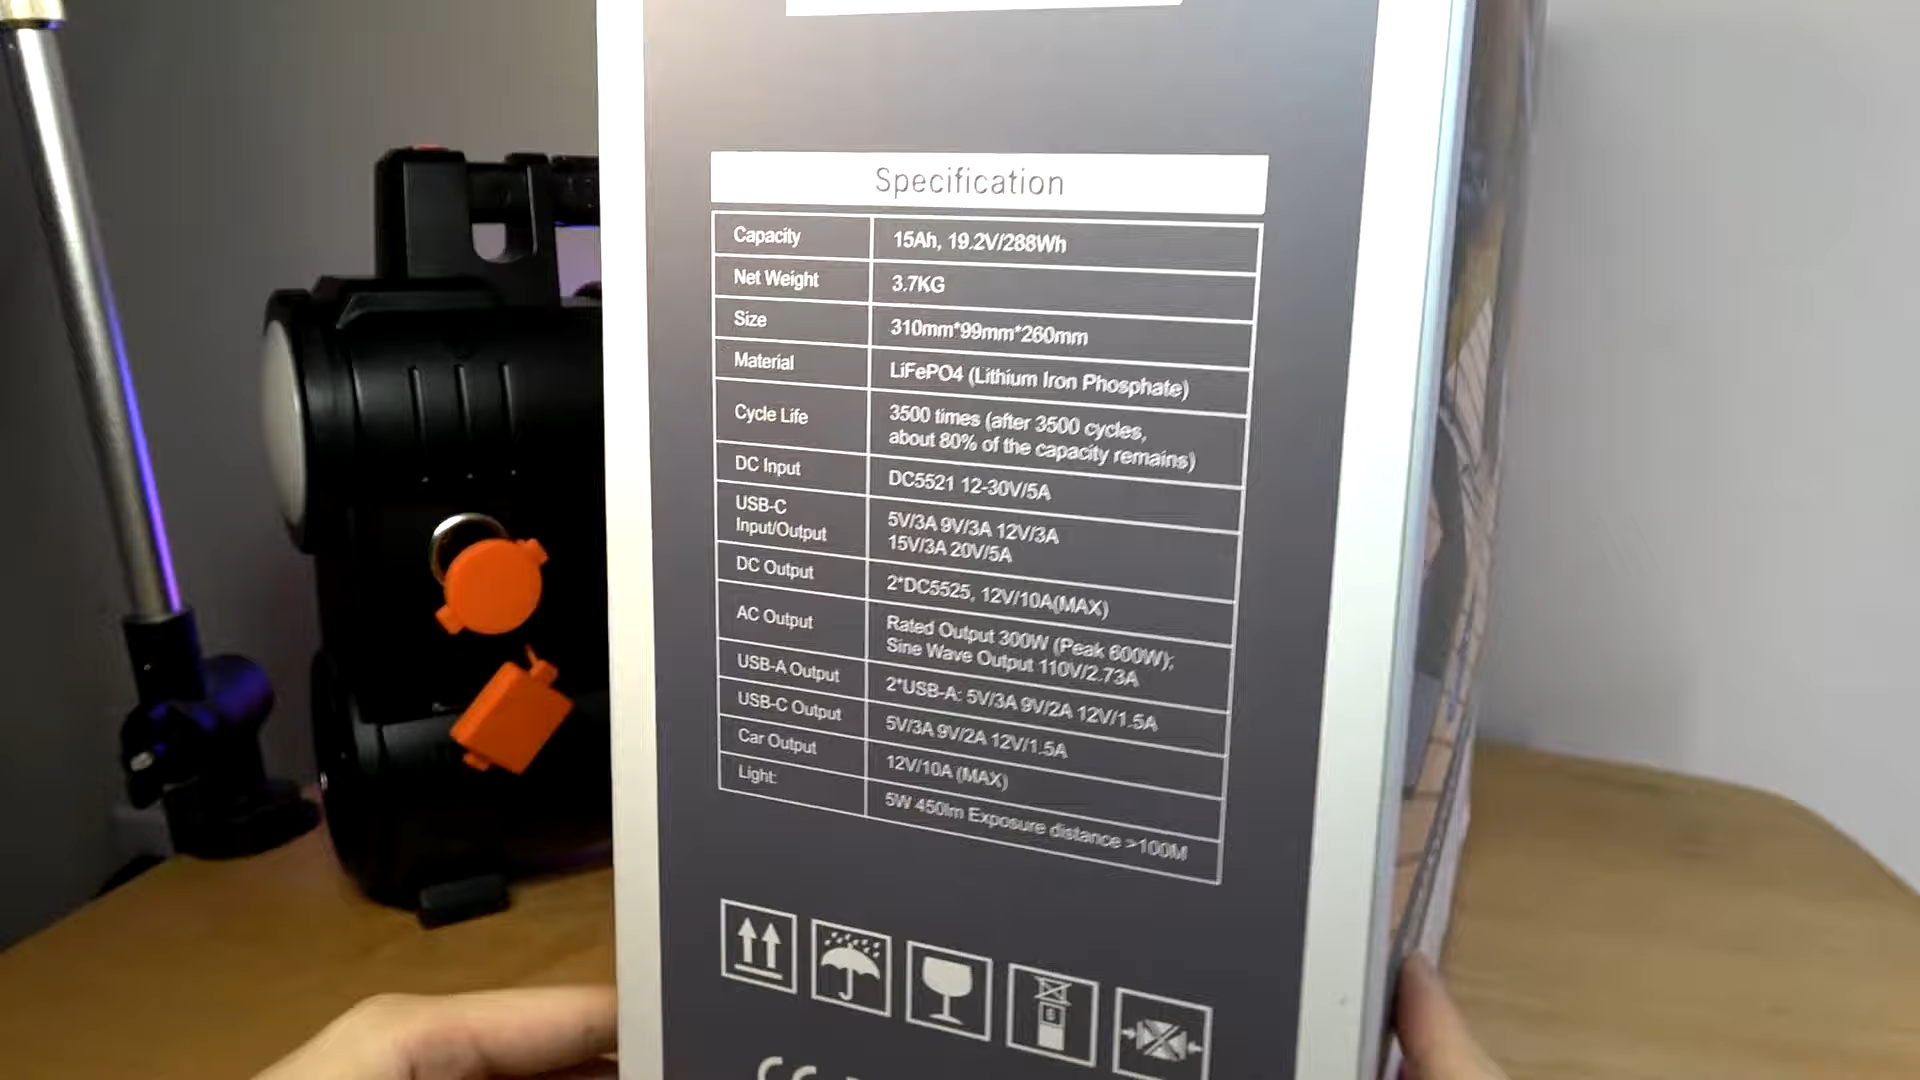 Specification
Capacity 15Ah, 19.2V/288Wh
Net Weight 3.7KG
Size 310mm*99mm*260mm
Material LiFePO4 (Lithium Iron Phosphate)
Cycle Life 3500 times (after 3500 cycles,
about 80% of the capacity remains)
DC Input DC5521 12-30V/5A
USB-C
Input/Output 5V/3A 9V/3A 12V/3A
15V/3A 20V/5A
DC Output 2*DC5525, 12V/10A(MAX)
AC Output Rated Output 300W (Peak 600W);
Sine Wave Output 110V/2.73A
USB-A Output 2*USB-A: 5V/3A 9V/2A 12V/1.5A
USB-C Output 5V/3A 9V/2A 12V/1.5A
Car Output 12V/10A (MAX)
Light: 5W 450lm Exposure distance >100M